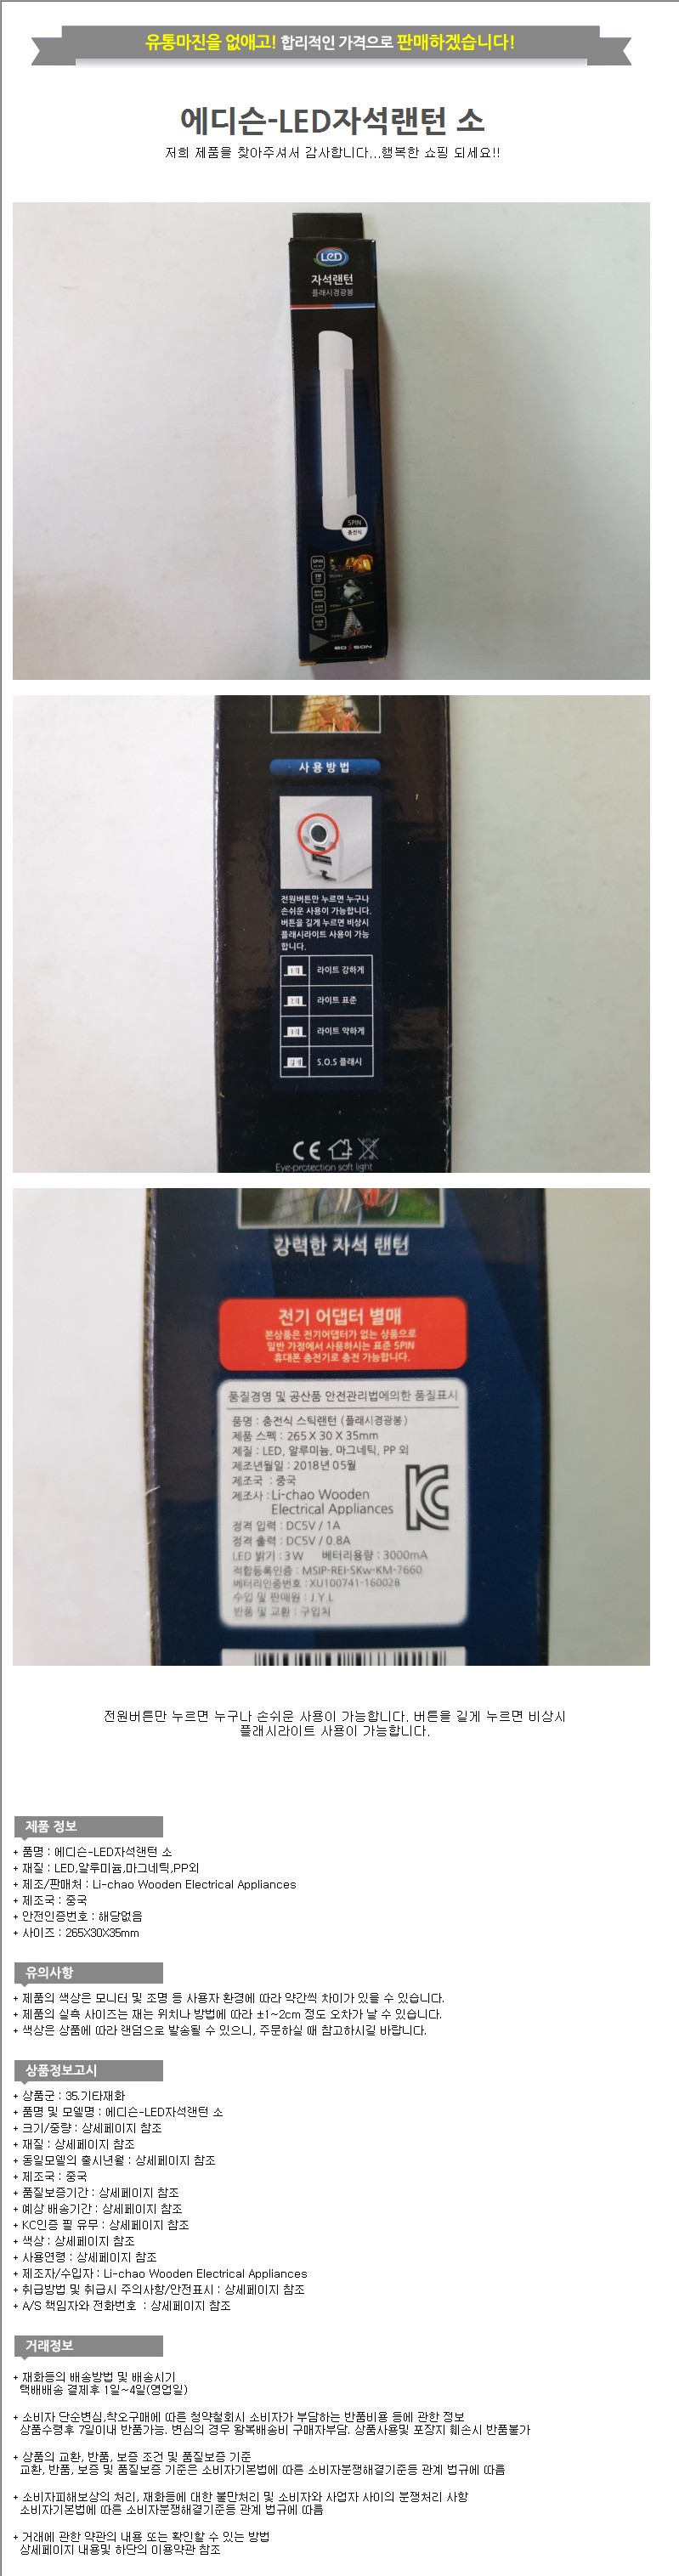 유통마진을 없애고! 합리적인 가격으로 판매하겠습니다!
에디슨-LED자석랜턴 소
저희 제품을 찾아주셔서 감사합니다...행복한 쇼핑 되세요!!
LED
자석랜턴
플래시경광봉
SPIN
충전식
SPIN
EDISON
사용방법
전원버튼만 누르면 누구나
손쉬운 사용이 가능합니다.
버튼을 길게 누르면 비상시
플래시라이트 사용이 가능
합니다.
라이트 강하게
라이트 표준
라이트 약하게
S.O.S 플래시
CE
Eye-protection soft light
강력한 자석 랜턴
전기 어댑터 별매
본상품은 전기어댑터가 없는 상품으로
일반 가정에서 사용하시는 표준 5PIN
휴대폰 충전기로 충전 가능합니다.
품질경영 및 공산품 안전관리법에의한 품질표시
품명 : 충전식 스틱랜턴 (플래시경광봉)
제품 스펙 : 265 X 30 X 35mm
제질 : LED, 알루미늄, 마그네틱, PP 외
제조년월일 : 2018년 05월
제조국 : 중국
제조사 : Li-chao Wooden
Electrical Appliances
정격 입력 : DC5V / 1A
정격 출력 : DC5V / 0.8A
LED 밝기 : 3W 베터리용량 : 3000mA
적합등록인증 : MSIP-REI-SKw-KM-7660
베터리인증번호 : XU100741-16002B
수입 및 판매원 : J.Y.L
반품 및 교환 : 구입처
전원버튼만 누르면 누구나 손쉬운 사용이 가능합니다. 버튼을 길게 누르면 비상시
플래시라이트 사용이 가능합니다.
제품 정보
+ 품명 : 에디슨-LED자석랜턴 소
+ 재질 : LED,알루미늄,마그네틱,PP외
+ 제조/판매처 : Li-chao Wooden Electrical Appliances
+ 제조국 : 중국
+ 안전인증번호 : 해당없음
+ 사이즈 : 265X30X35mm
유의사항
+ 제품의 색상은 모니터 및 조명 등 사용자 환경에 따라 약간씩 차이가 있을 수 있습니다.
+ 제품의 실측 사이즈는 재는 위치나 방법에 따라 ±1~2cm 정도 오차가 날 수 있습니다.
+ 색상은 상품에 따라 랜덤으로 발송될 수 있으니, 주문하실 때 참고하시길 바랍니다.
상품정보고시
+ 상품군 : 35.기타재화
+ 품명 및 모델명 : 에디슨-LED자석랜턴 소
+ 크기/중량 : 상세페이지 참조
+ 재질 : 상세페이지 참조
+ 동일모델의 출시년월 : 상세페이지 참조
+ 제조국 : 중국
+ 품질보증기간 : 상세페이지 참조
+ 예상 배송기간 : 상세페이지 참조
+ KC인증 필 유무 : 상세페이지 참조
+ 색상 : 상세페이지 참조
+ 사용연령 : 상세페이지 참조
+ 제조자/수입자 : Li-chao Wooden Electrical Appliances
+ 취급방법 및 취급시 주의사항/안전표시 : 상세페이지 참조
+ A/S 책임자와 전화번호 : 상세페이지 참조
거래정보
+ 재화등의 배송방법 및 배송시기
택배배송 결제후 1일~4일(영업일)
+ 소비자 단순변심,착오구매에 따른 청약철회시 소비자가 부담하는 반품비용 등에 관한 정보
상품수령후 7일이내 반품가능. 변심의 경우 왕복배송비 구매자부담. 상품사용및 포장지 훼손시 반품불가
+ 상품의 교환, 반품, 보증 조건 및 품질보증 기준
교환, 반품, 보증 및 품질보증 기준은 소비자기본법에 따른 소비자분쟁해결기준등 관계 법규에 따름
+ 소비자피해보상의 처리, 재화등에 대한 불만처리 및 소비자와 사업자 사이의 분쟁처리 사항
소비자기본법에 따른 소비자분쟁해결기준등 관계 법규에 따름
+ 거래에 관한 약관의 내용 또는 확인할 수 있는 방법
상세페이지 내용및 하단의 이용약관 참조